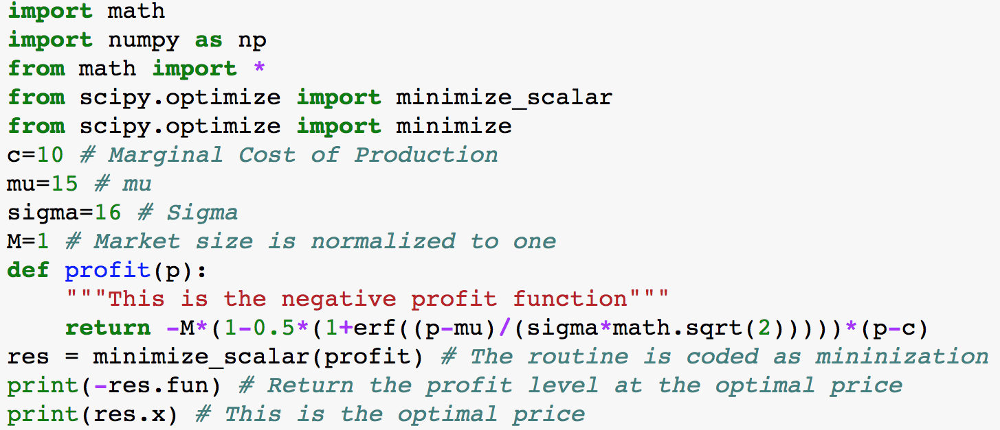 import math
import numpy as np
from math import *
from scipy.optimize import minimize_scalar
from scipy.optimize import minimize
c=10 # Marginal Cost of Production
mu=15 # mu
sigma=16 # Sigma
M=1 # Market size is normalized to one
def profit(p):
    """This is the negative profit function"""
    return -M*(1-0.5*(1+erf((p-mu)/(sigma*math.sqrt(2)))))*(p-c)
res = minimize_scalar(profit) # The routine is coded as mininization
print(-res.fun) # Return the profit level at the optimal price
print(res.x) # This is the optimal price